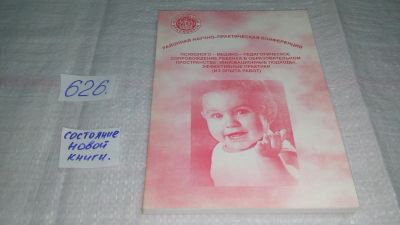 РАЙОННАЯ НАУЧНО-ПРАКТИЧЕСКАЯ КОНФЕРЕНЦИЯ
ПСИХОЛОГО – МЕДИКО – ПЕДАГОГИЧЕСКОЕ
СОПРОВОЖДЕНИЕ РЕБЕНКА В ОБРАЗОВАТЕЛЬНОМ
ПРОСТРАНСТВЕ: ИННОВАЦИОННЫЕ ПОДХОДЫ,
ЭФФЕКТИВНЫЕ ПРАКТИКИ
(ИЗ ОПЫТА РАБОТ)
626.
состояние
новой
книги.